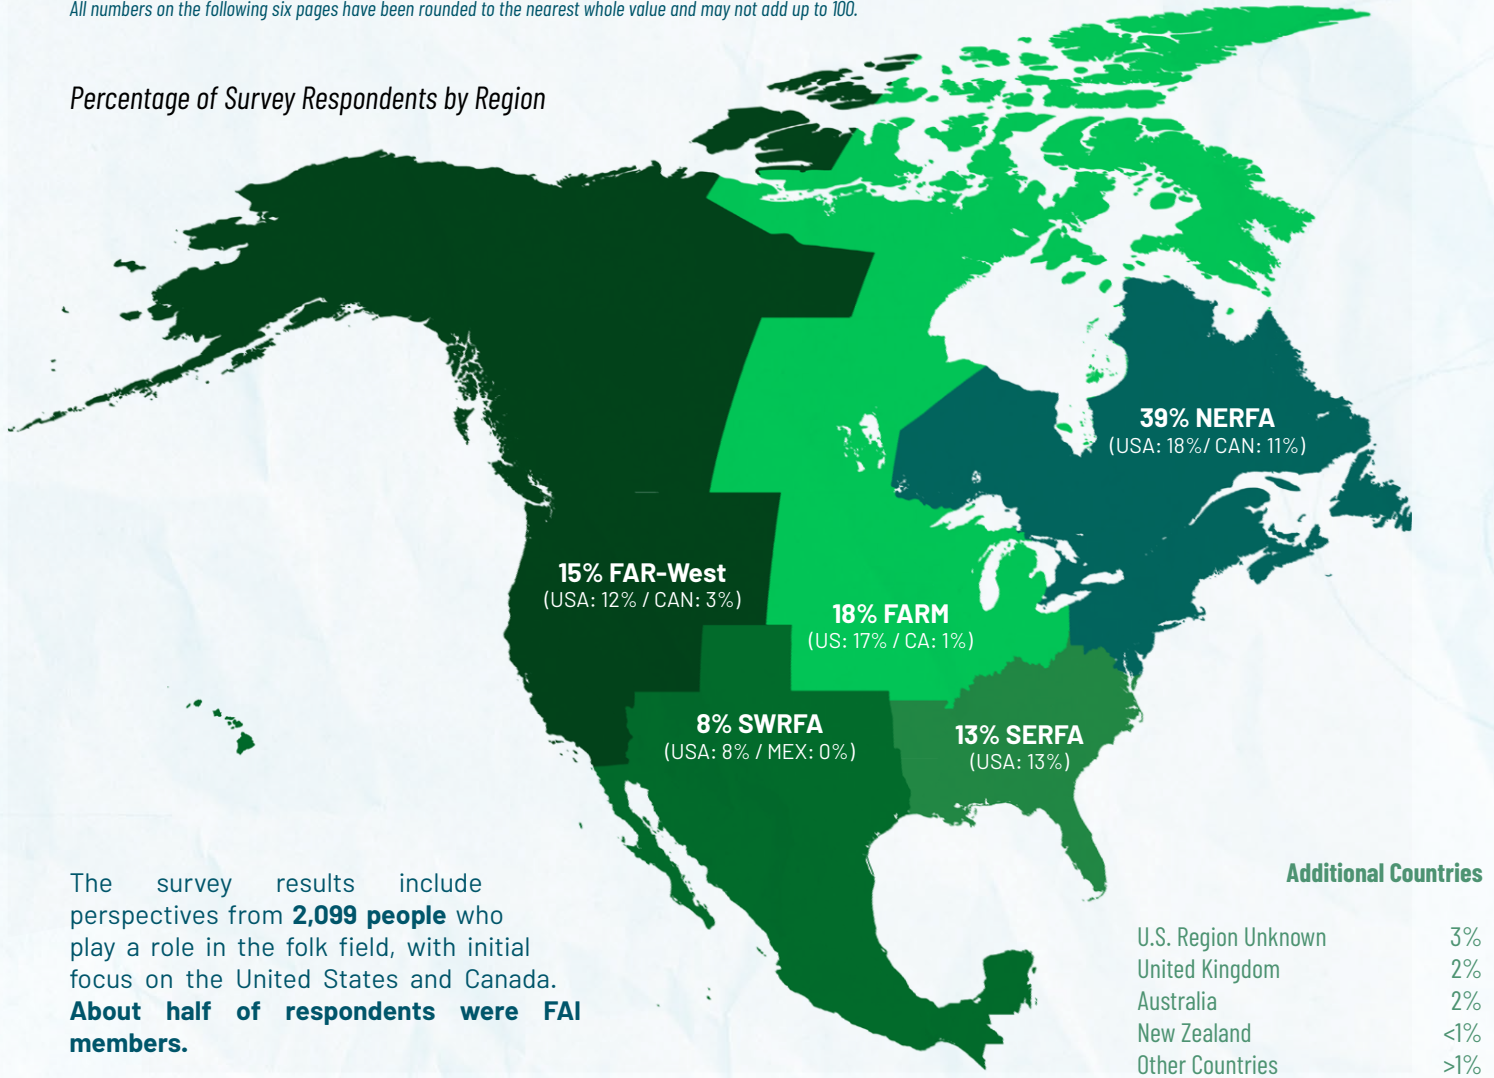 All numbers on the following six pages have been rounded to the nearest whole value and may not add up to 100.
Percentage of Survey Respondents by Region
39% NERFA
(USA: 18%/ CAN: 11%)
15% FAR-West
(USA: 12% / CAN: 3%)
18% FARM
(US: 17% / CA: 1%)
8% SWRFA
(USA: 8% / MEX: 0%)
13% SERFA
(USA: 13%)
The survey results include
perspectives from 2,099 people who
play a role in the folk field, with initial
focus on the United States and Canada.
About half of respondents were FAI
members.
Additional Countries
U.S. Region Unknown 3%
United Kingdom 2%
Australia 2%
New Zealand <1%
Other Countries >1%